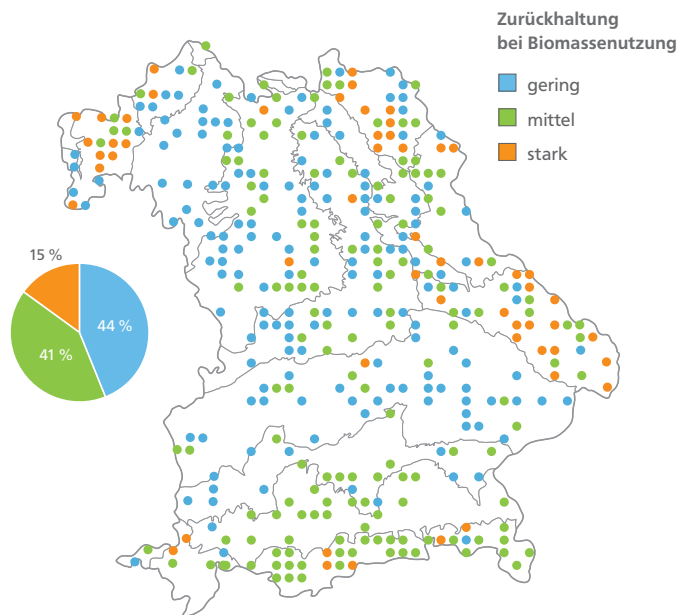 Zurückhaltung
bei Biomassenutzung
gering
mittel
stark
15 %
44 %
41 %